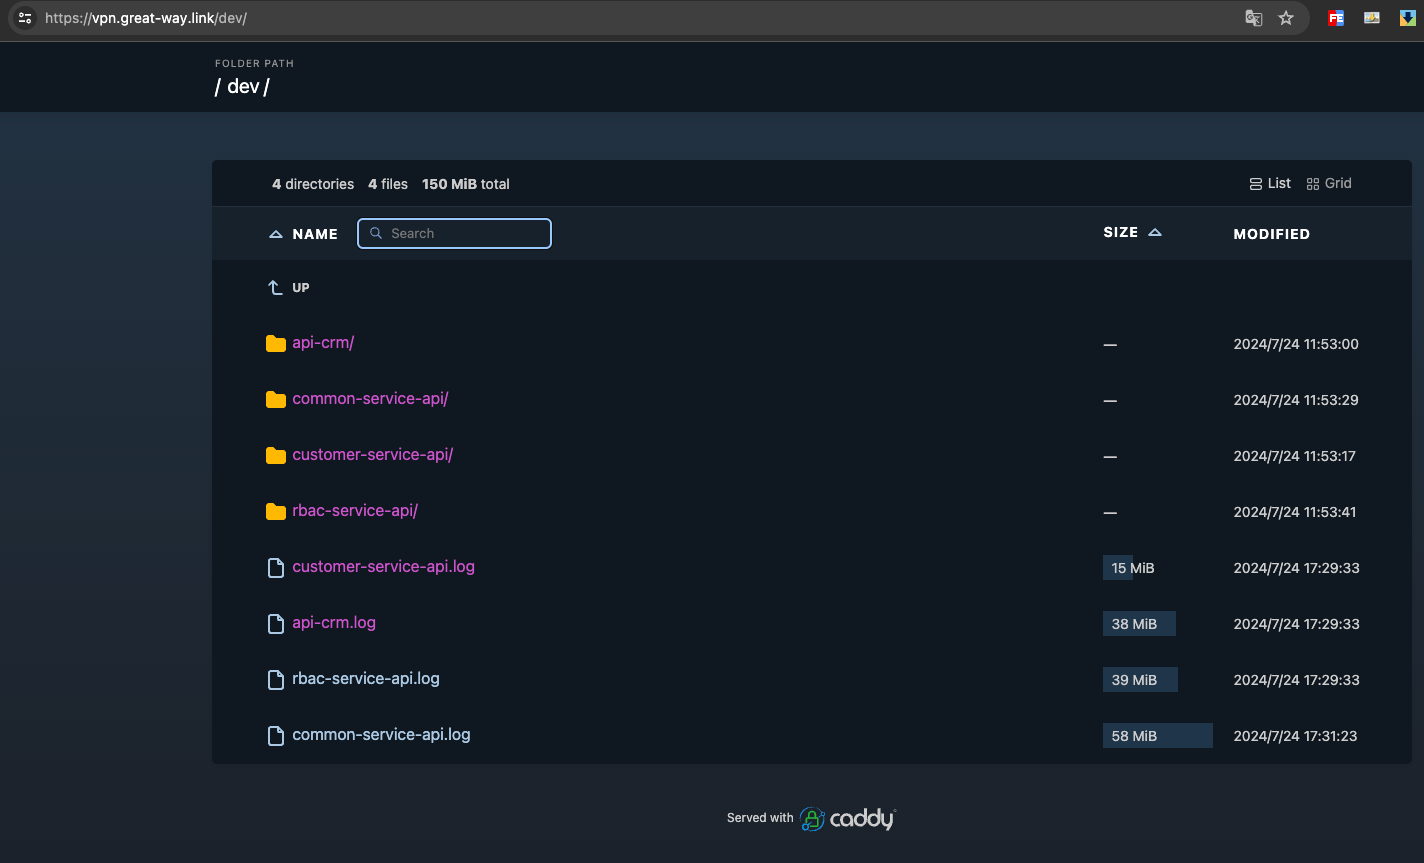 https://vpn.great-way.link/dev/
FE
FOLDER PATH
/ dev /
4 directories 4 files 150 MiB total List Grid
NAME Search SIZE MODIFIED
UP
api-crm/ — 2024/7/24 11:53:00
common-service-api/ — 2024/7/24 11:53:29
customer-service-api/ — 2024/7/24 11:53:17
rbac-service-api/ — 2024/7/24 11:53:41
customer-service-api.log 15 MiB 2024/7/24 17:29:33
api-crm.log 38 MiB 2024/7/24 17:29:33
rbac-service-api.log 39 MiB 2024/7/24 17:29:33
common-service-api.log 58 MiB 2024/7/24 17:31:23
Served with caddy